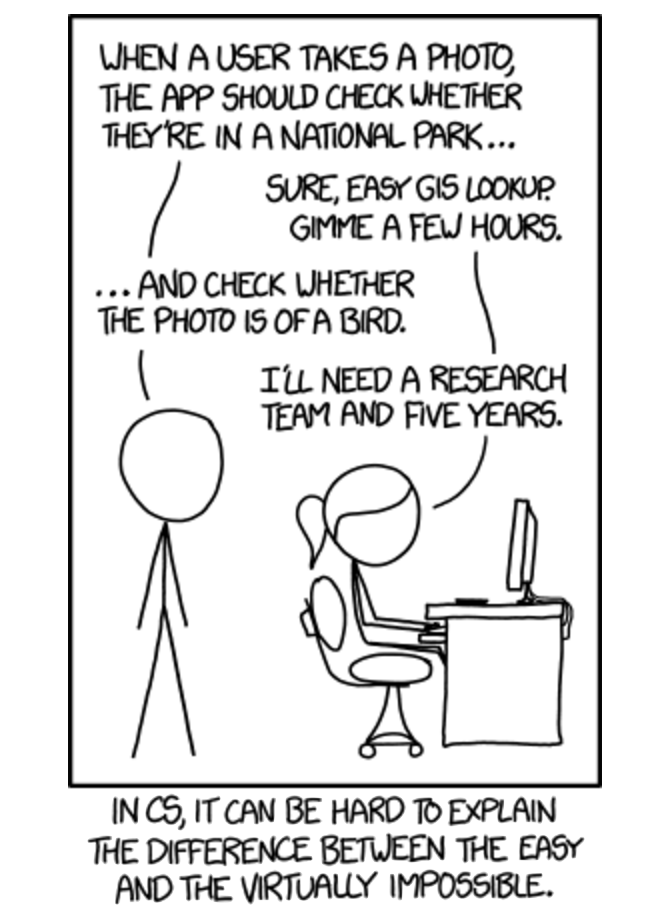 WHEN A USER TAKES A PHOTO,
THE APP SHOULD CHECK WHETHER
THEY'RE IN A NATIONAL PARK...
SURE, EASY GIS LOOKUP.
GIMME A FEW HOURS.
...AND CHECK WHETHER
THE PHOTO IS OF A BIRD.
I'LL NEED A RESEARCH
TEAM AND FIVE YEARS.
IN CS, IT CAN BE HARD TO EXPLAIN
THE DIFFERENCE BETWEEN THE EASY
AND THE VIRTUALLY IMPOSSIBLE.